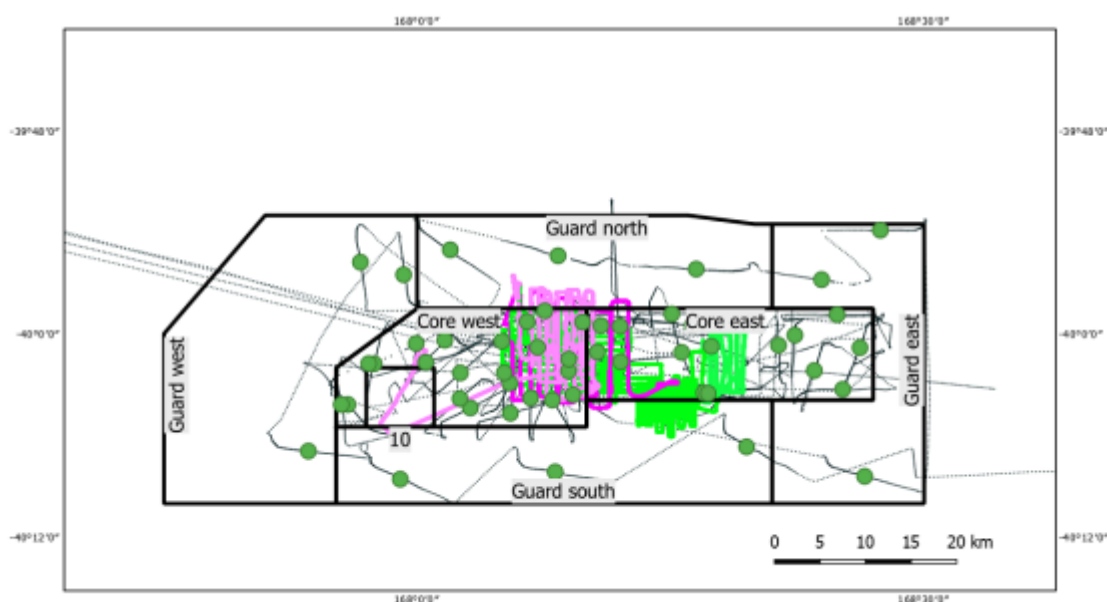 168°0'0" 168°30'0"
-39°48'0" -39°48'0"
Guard north
Core west Core east
-40°0'0" -40°0'0"
Guard west Guard east
10
Guard south
-40°12'0" -40°12'0"
0 5 10 15 20 km
168°0'0" 168°30'0"